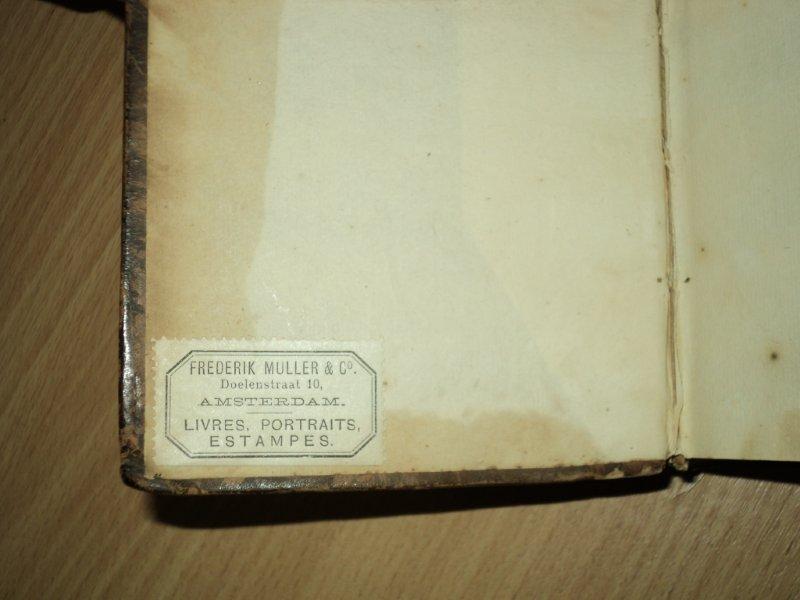 FREDERIK MULLER & Cº.
Doelenstraat 10,
AMSTERDAM.
LIVRES, PORTRAITS,
ESTAMPES.